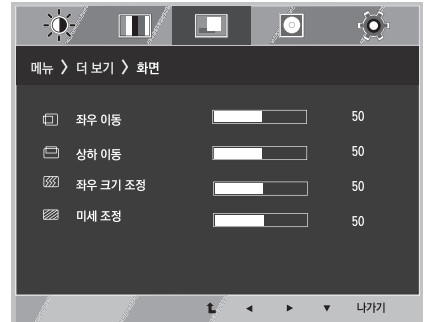 메뉴 > 더 보기 > 화면
좌우 이동 50
상하 이동 50
좌우 크기 조정 50
미세 조정 50
나가기